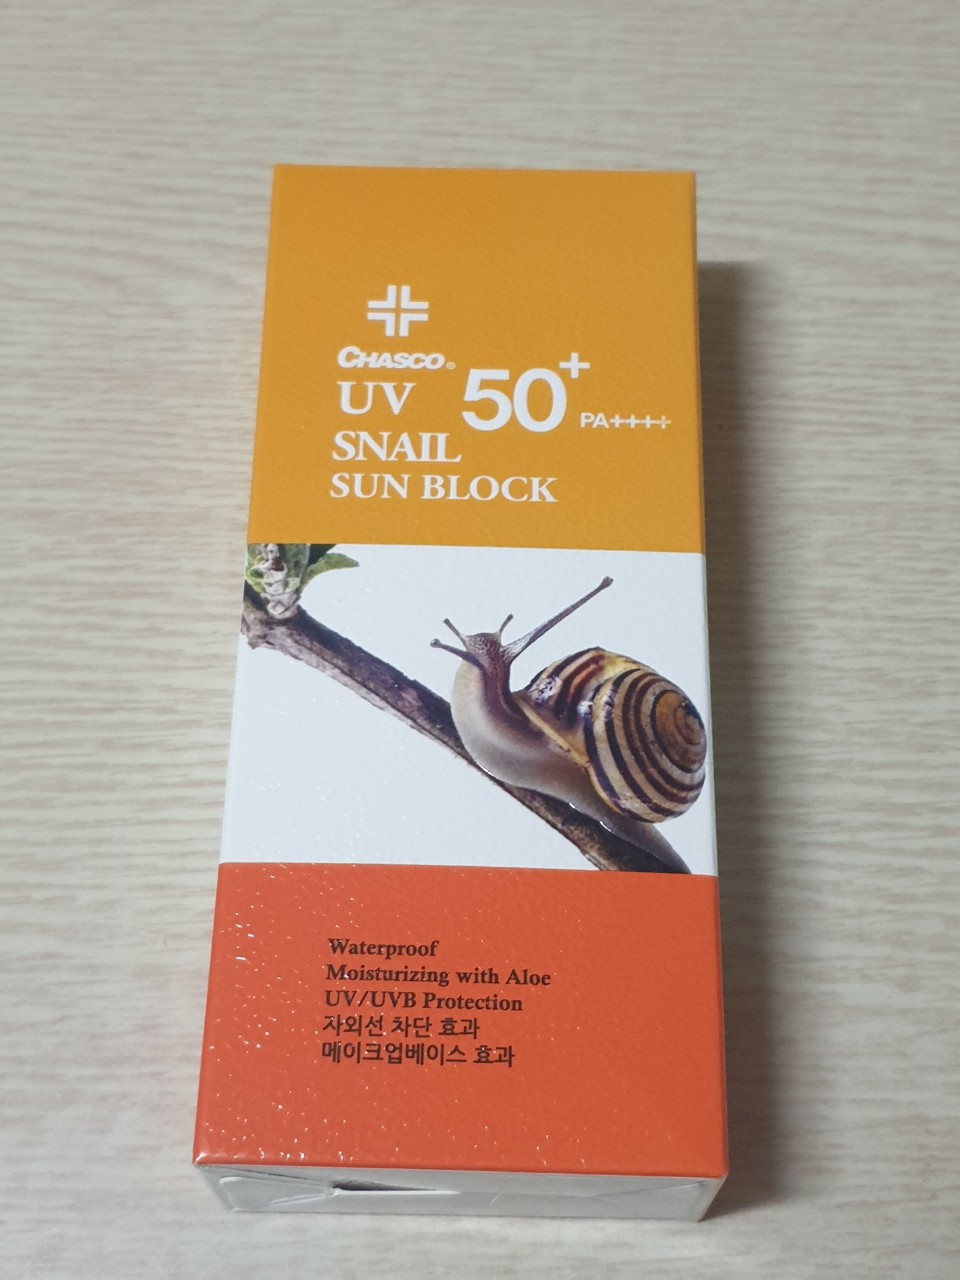 CHASCO®
UV 50+ PA++++
SNAIL
SUN BLOCK
Waterproof
Moisturizing with Aloe
UV/UVB Protection
자외선 차단 효과
메이크업베이스 효과